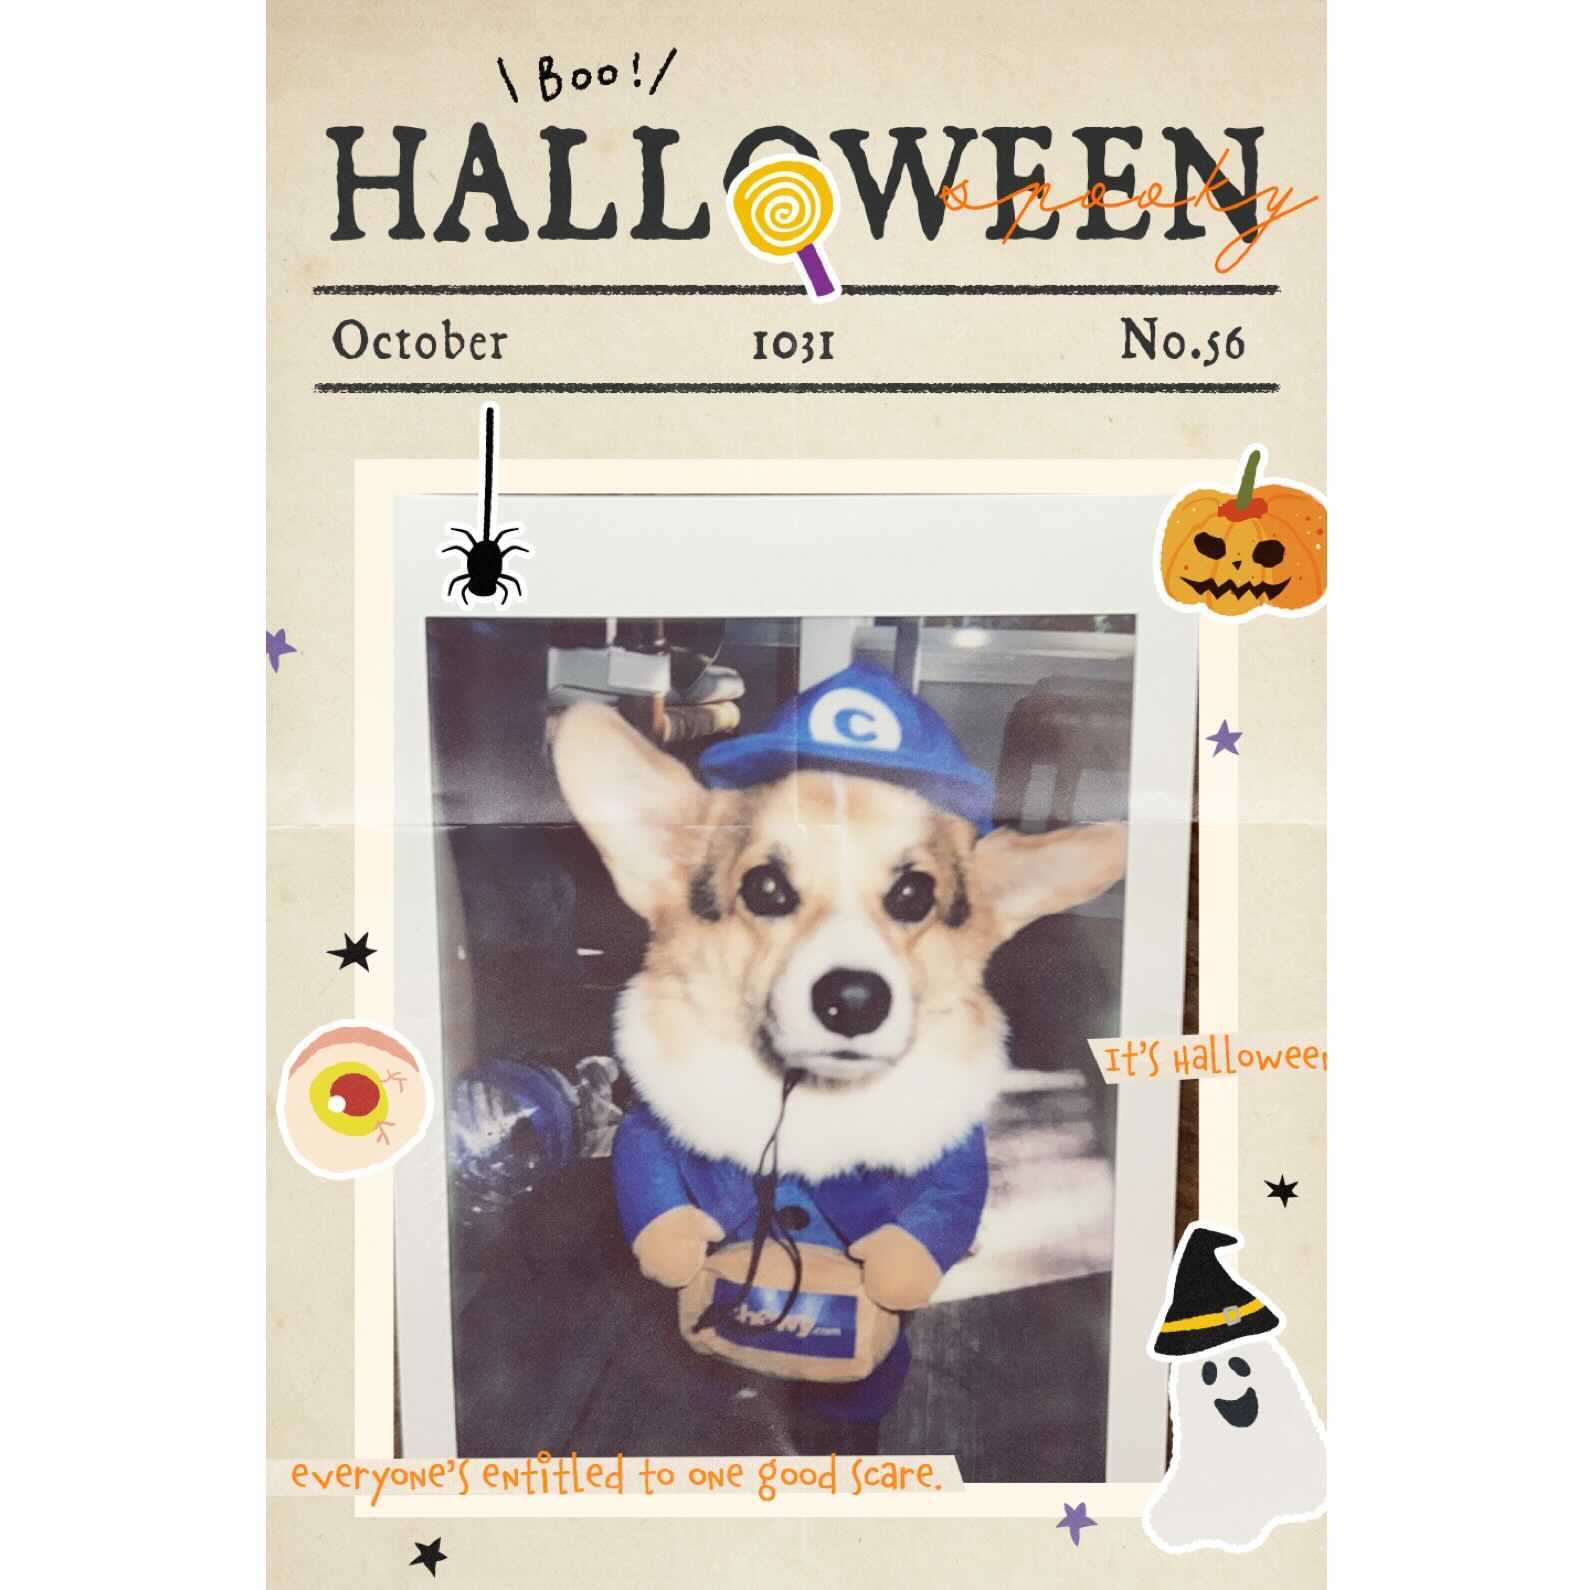 \ Boo! /
HALLOWEEN
spooky
October 1031 No.56
C
chewy.com
It's Halloween
everyone's entitled to one good scare.